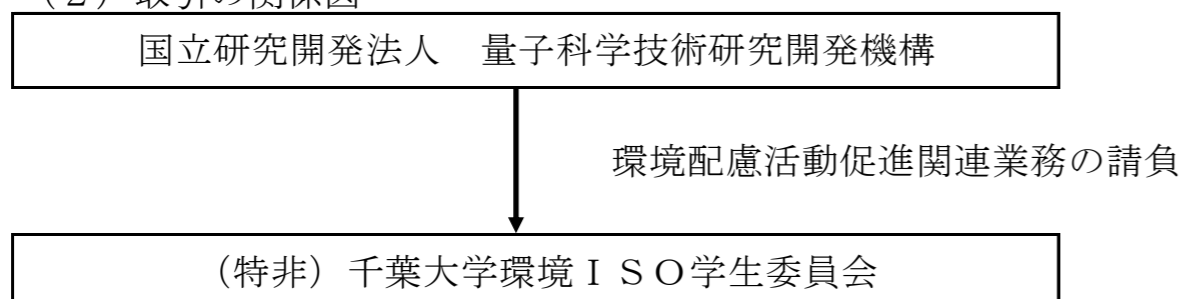 （２）取引の関係図
国立研究開発法人　量子科学技術研究開発機構
環境配慮活動促進関連業務の請負
（特非）千葉大学環境ＩＳＯ学生委員会